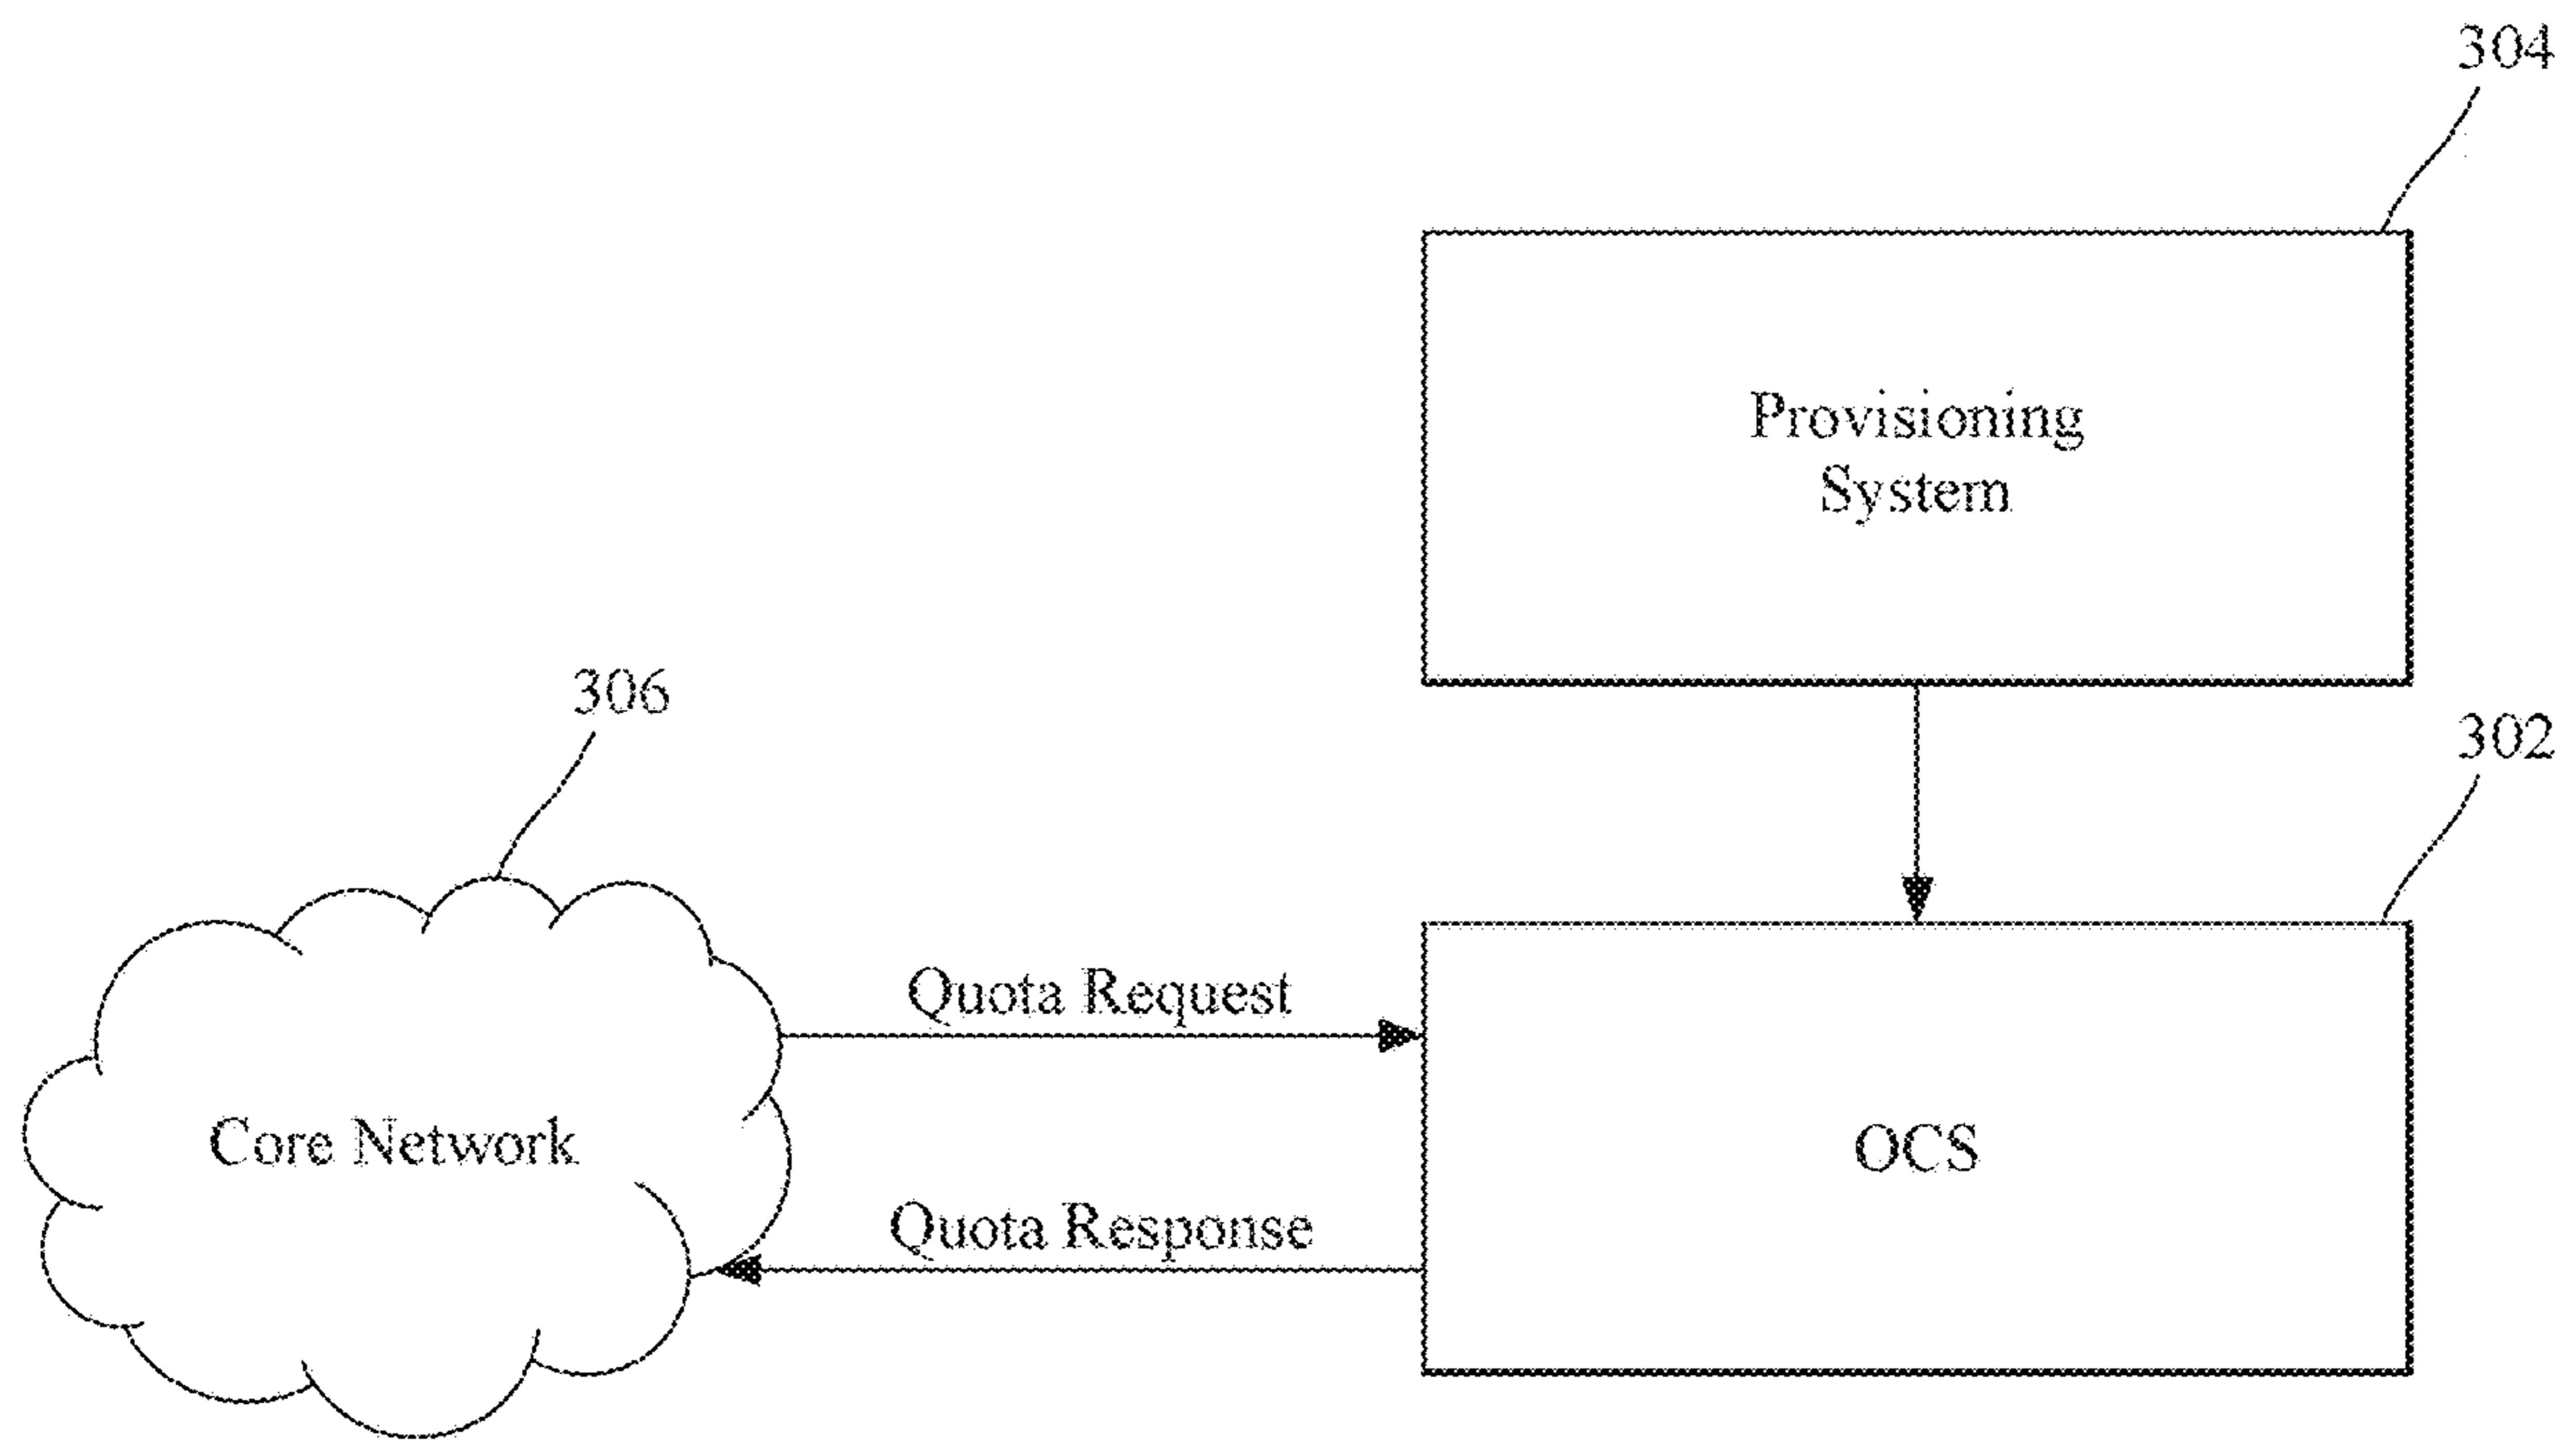 304
Provisioning
System
306
302
Quota Request
Core Network
OCS
Quota Response